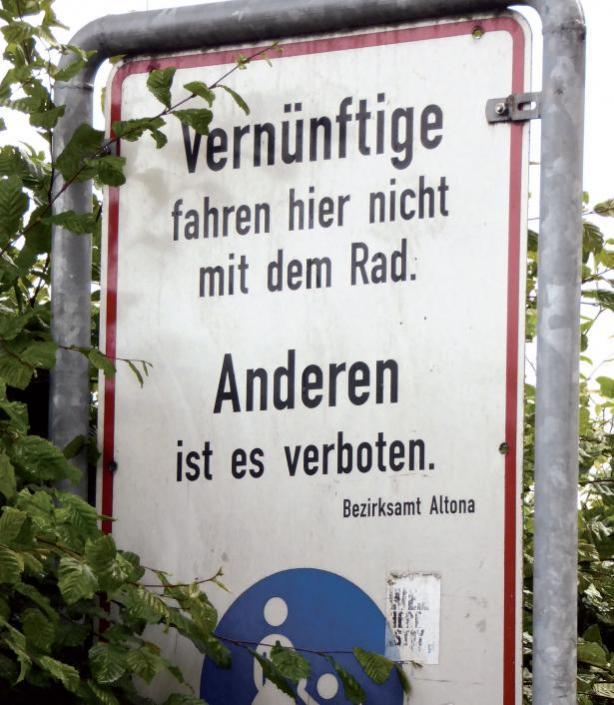 Vernünftige
fahren hier nicht
mit dem Rad.
Anderen
ist es verboten.
Bezirksamt Altona